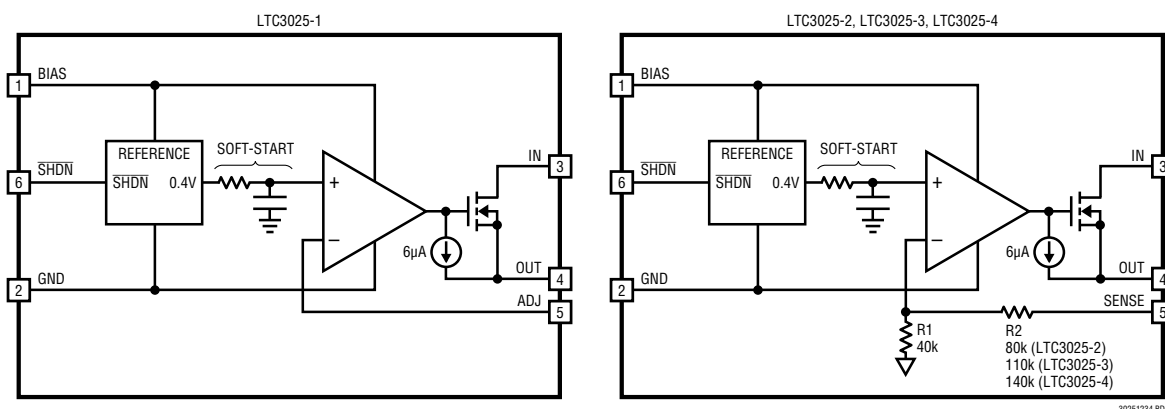 LTC3025-1
1
BIAS
6
SHDN
REFERENCE
SHDN 0.4V
SOFT-START
+
–
6µA
IN
3
OUT
4
ADJ
5
2
GND
LTC3025-2, LTC3025-3, LTC3025-4
1
BIAS
6
SHDN
REFERENCE
SHDN 0.4V
SOFT-START
+
–
6µA
IN
3
OUT
4
SENSE
5
2
GND
R1
40k
R2
80k (LTC3025-2)
110k (LTC3025-3)
140k (LTC3025-4)
30251234 BD